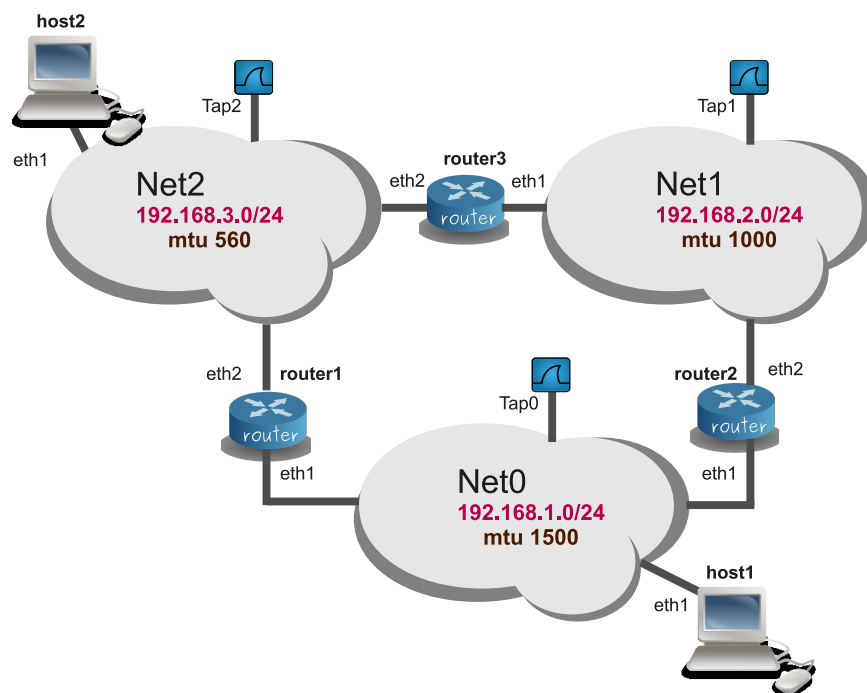 host2
Tap2
Tap1
eth1
router3
Net2
192.168.3.0/24
mtu 560
eth2
eth1
router
Net1
192.168.2.0/24
mtu 1000
eth2
router1
router
eth1
Tap0
router2
eth2
router
eth1
Net0
192.168.1.0/24
mtu 1500
host1
eth1